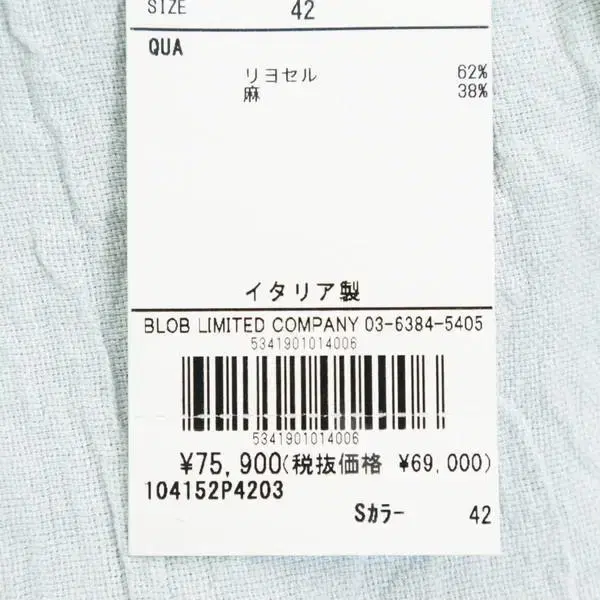 SIZE 42
QUA
リヨセル 62%
麻 38%
イタリア製
BLOB LIMITED COMPANY 03-6384-5405
5341901014006
5341901014006
¥75,900(税抜価格 ¥69,000)
104152P4203
Sカラー 42